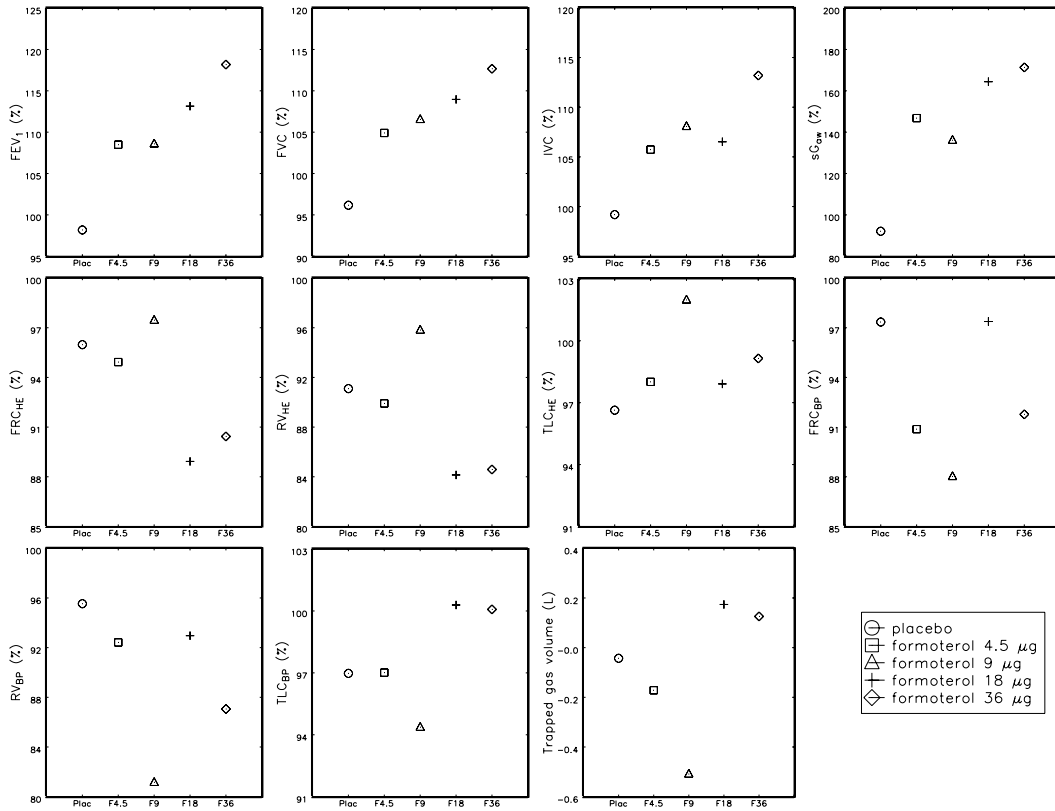 FEV1 (%)
125
120
115
110
105
100
95
Plac F4.5 F9 F18 F36
FVC (%)
120
115
110
105
100
95
90
Plac F4.5 F9 F18 F36
IVC (%)
120
115
110
105
100
95
Plac F4.5 F9 F18 F36
sGaw (%)
200
180
160
140
120
100
80
Plac F4.5 F9 F18 F36
FRCHE (%)
100
97
94
91
88
85
Plac F4.5 F9 F18 F36
RVHE (%)
100
96
92
88
84
80
Plac F4.5 F9 F18 F36
TLCHE (%)
103
100
97
94
91
Plac F4.5 F9 F18 F36
FRCBP (%)
100
97
94
91
88
85
Plac F4.5 F9 F18 F36
RVBP (%)
100
96
92
88
84
80
Plac F4.5 F9 F18 F36
TLCBP (%)
103
100
97
94
91
Plac F4.5 F9 F18 F36
Trapped gas volume (L)
0.4
0.2
-0.0
-0.2
-0.4
-0.6
Plac F4.5 F9 F18 F36
placebo
formoterol 4.5 μg
formoterol 9 μg
formoterol 18 μg
formoterol 36 μg